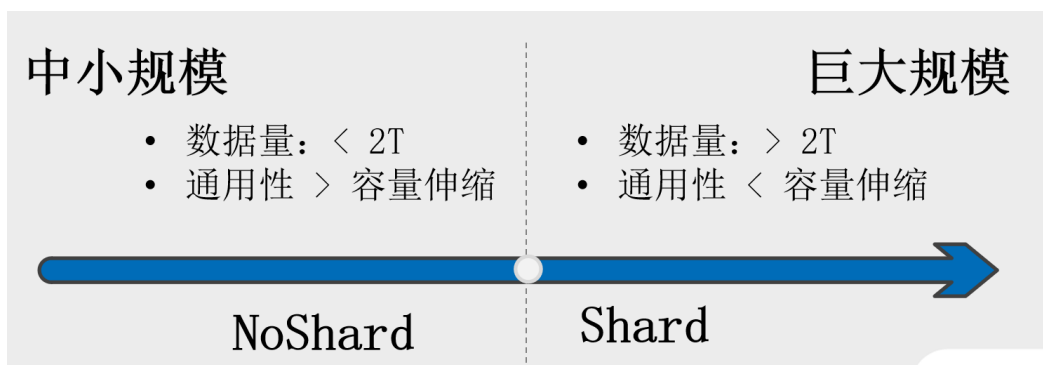 中小规模
• 数据量：< 2T
• 通用性 > 容量伸缩
巨大规模
• 数据量：> 2T
• 通用性 < 容量伸缩
NoShard
Shard